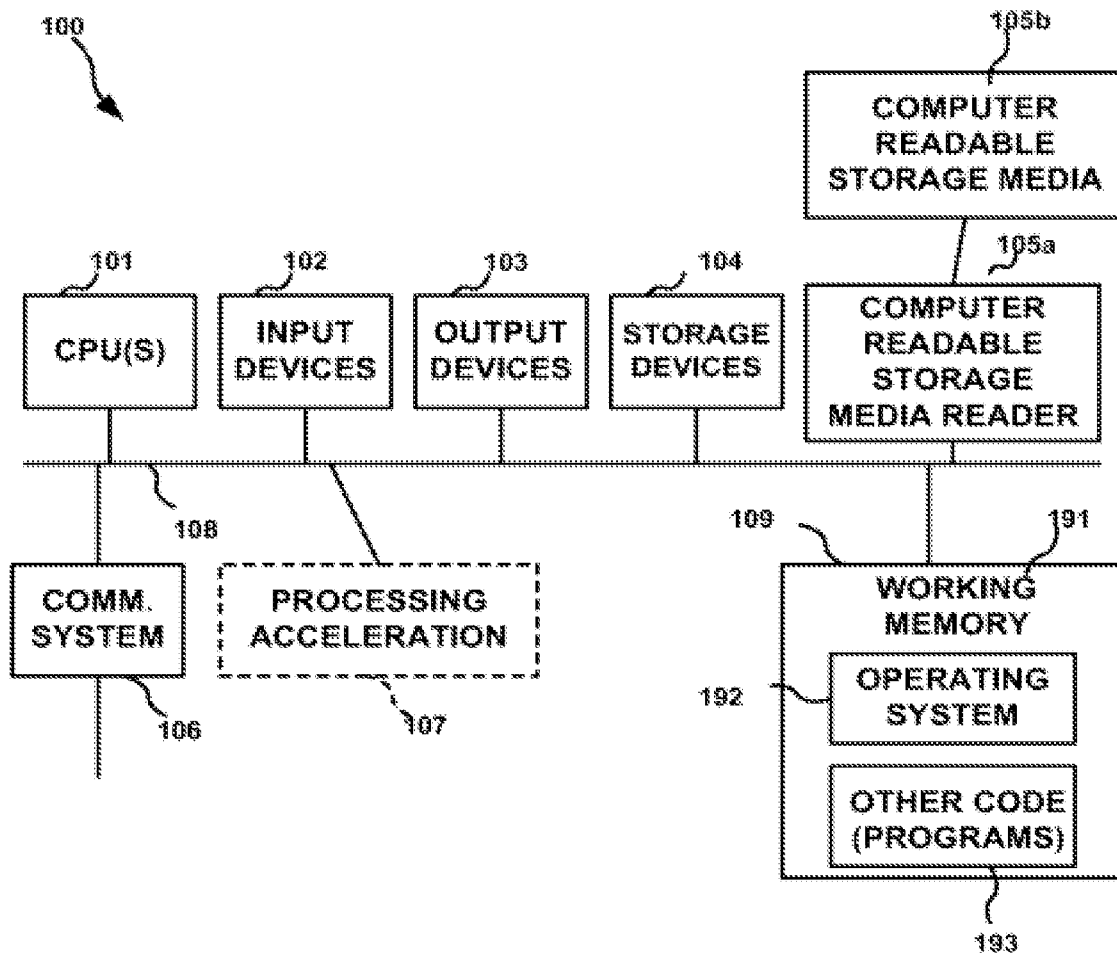 100
105b
COMPUTER
READABLE
STORAGE MEDIA
101
102
103
104
105a
CPU(S)
INPUT
DEVICES
OUTPUT
DEVICES
STORAGE
DEVICES
COMPUTER
READABLE
STORAGE
MEDIA READER
108
109
191
COMM.
SYSTEM
PROCESSING
ACCELERATION
WORKING
MEMORY
106
107
192
OPERATING
SYSTEM
OTHER CODE
(PROGRAMS)
193